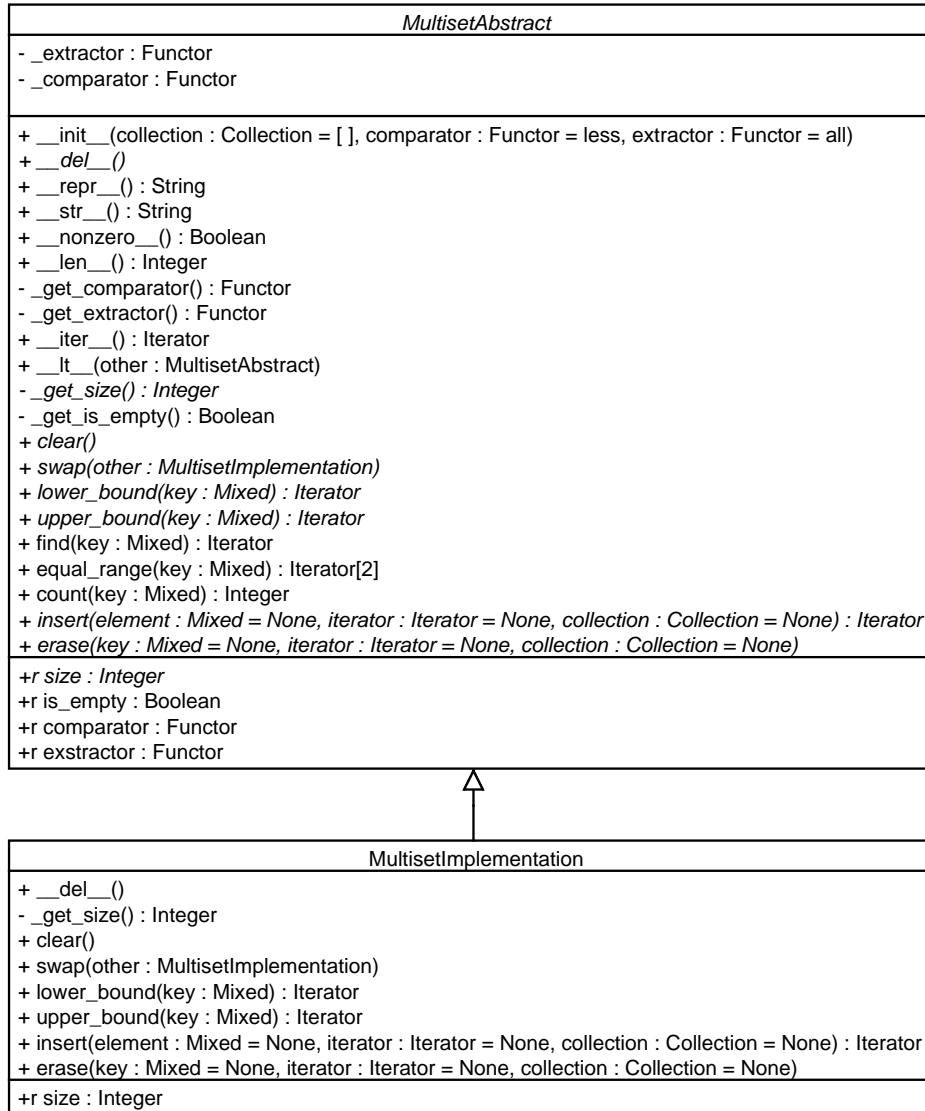 MultisetAbstract
- _extractor : Functor
- _comparator : Functor
+ __init__(collection : Collection = [ ], comparator : Functor = less, extractor : Functor = all)
+ __del__()
+ __repr__() : String
+ __str__() : String
+ __nonzero__() : Boolean
+ __len__() : Integer
- _get_comparator() : Functor
- _get_extractor() : Functor
+ __iter__() : Iterator
+ __lt__(other : MultisetAbstract)
- _get_size() : Integer
- _get_is_empty() : Boolean
+ clear()
+ swap(other : MultisetImplementation)
+ lower_bound(key : Mixed) : Iterator
+ upper_bound(key : Mixed) : Iterator
+ find(key : Mixed) : Iterator
+ equal_range(key : Mixed) : Iterator[2]
+ count(key : Mixed) : Integer
+ insert(element : Mixed = None, iterator : Iterator = None, collection : Collection = None) : Iterator
+ erase(key : Mixed = None, iterator : Iterator = None, collection : Collection = None)
+r size : Integer
+r is_empty : Boolean
+r comparator : Functor
+r exstractor : Functor
MultisetImplementation
+ __del__()
- _get_size() : Integer
+ clear()
+ swap(other : MultisetImplementation)
+ lower_bound(key : Mixed) : Iterator
+ upper_bound(key : Mixed) : Iterator
+ insert(element : Mixed = None, iterator : Iterator = None, collection : Collection = None) : Iterator
+ erase(key : Mixed = None, iterator : Iterator = None, collection : Collection = None)
+r size : Integer